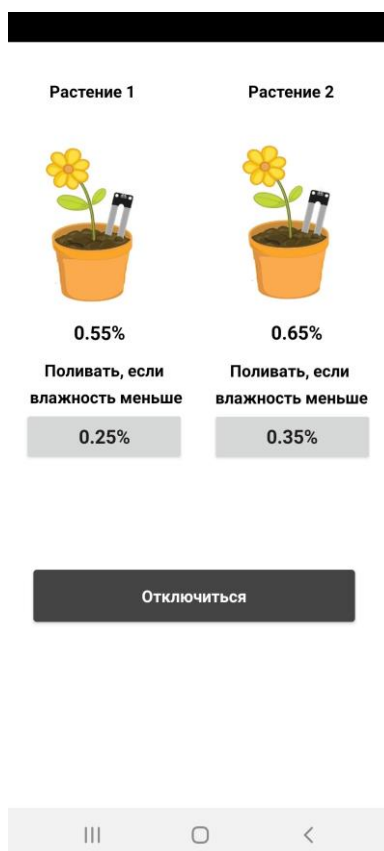 Растение 1
Растение 2
0.55%
0.65%
Поливать, если
влажность меньше
Поливать, если
влажность меньше
0.25%
0.35%
Отключиться